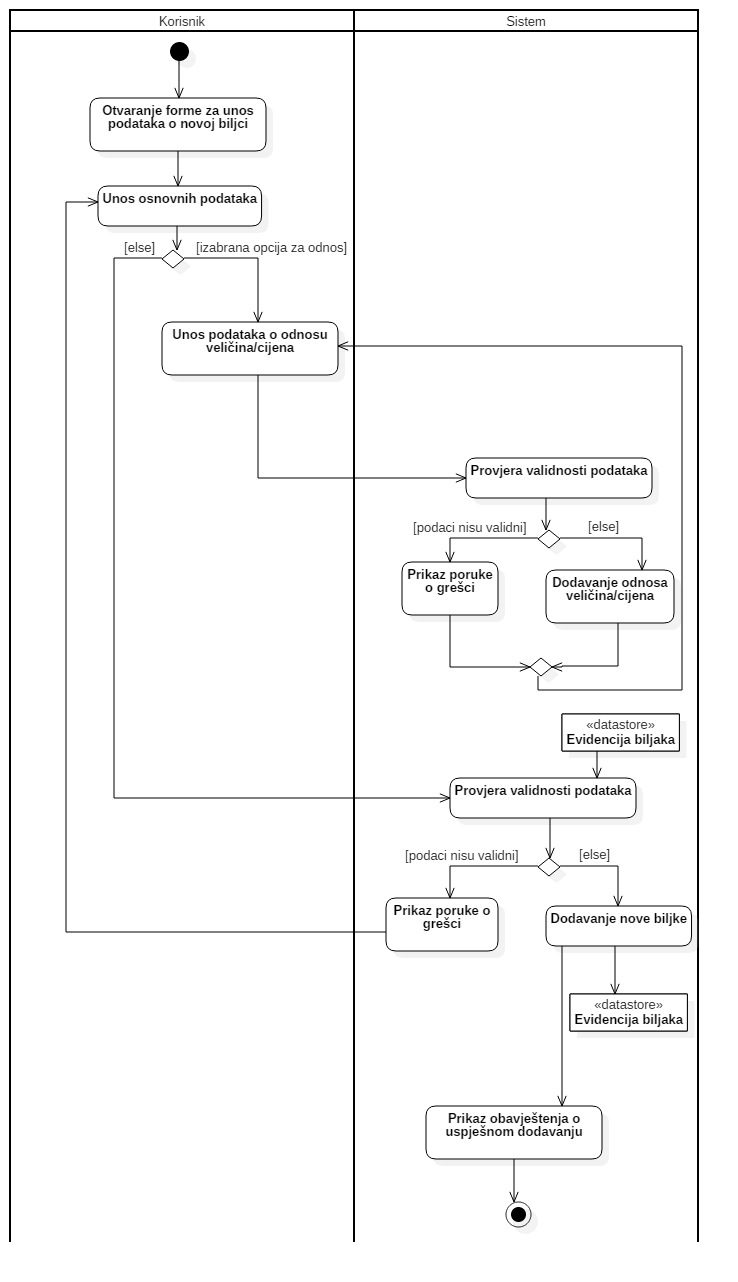 Korisnik
Sistem
Otvaranje forme za unos
podataka o novoj biljci
Unos osnovnih podataka
[else]
[izabrana opcija za odnos]
Unos podataka o odnosu
veličina/cijena
Provjera validnosti podataka
[podaci nisu validni]
[else]
Prikaz poruke
o grešci
Dodavanje odnosa
veličina/cijena
«datastore»
Evidencija biljaka
Provjera validnosti podataka
[podaci nisu validni]
[else]
Prikaz poruke o
grešci
Dodavanje nove biljke
«datastore»
Evidencija biljaka
Prikaz obavještenja o
uspješnom dodavanju